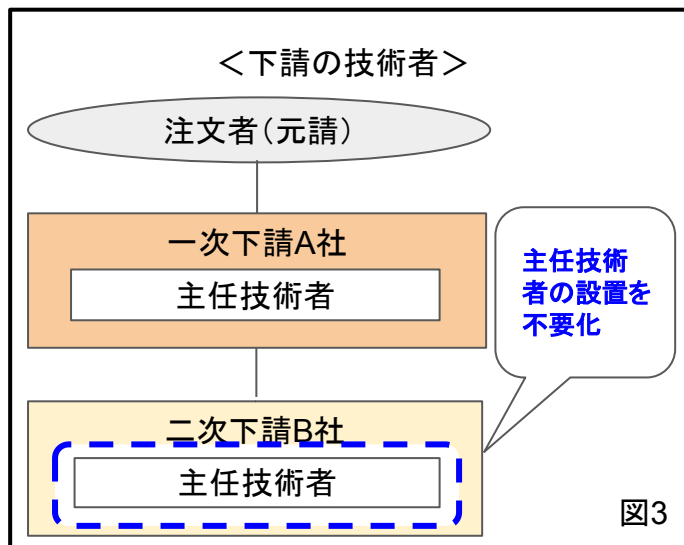 ＜下請の技術者＞
注文者（元請）
一次下請A社
主任技術者
主任技術
者の設置を
不要化
二次下請B社
主任技術者
図3